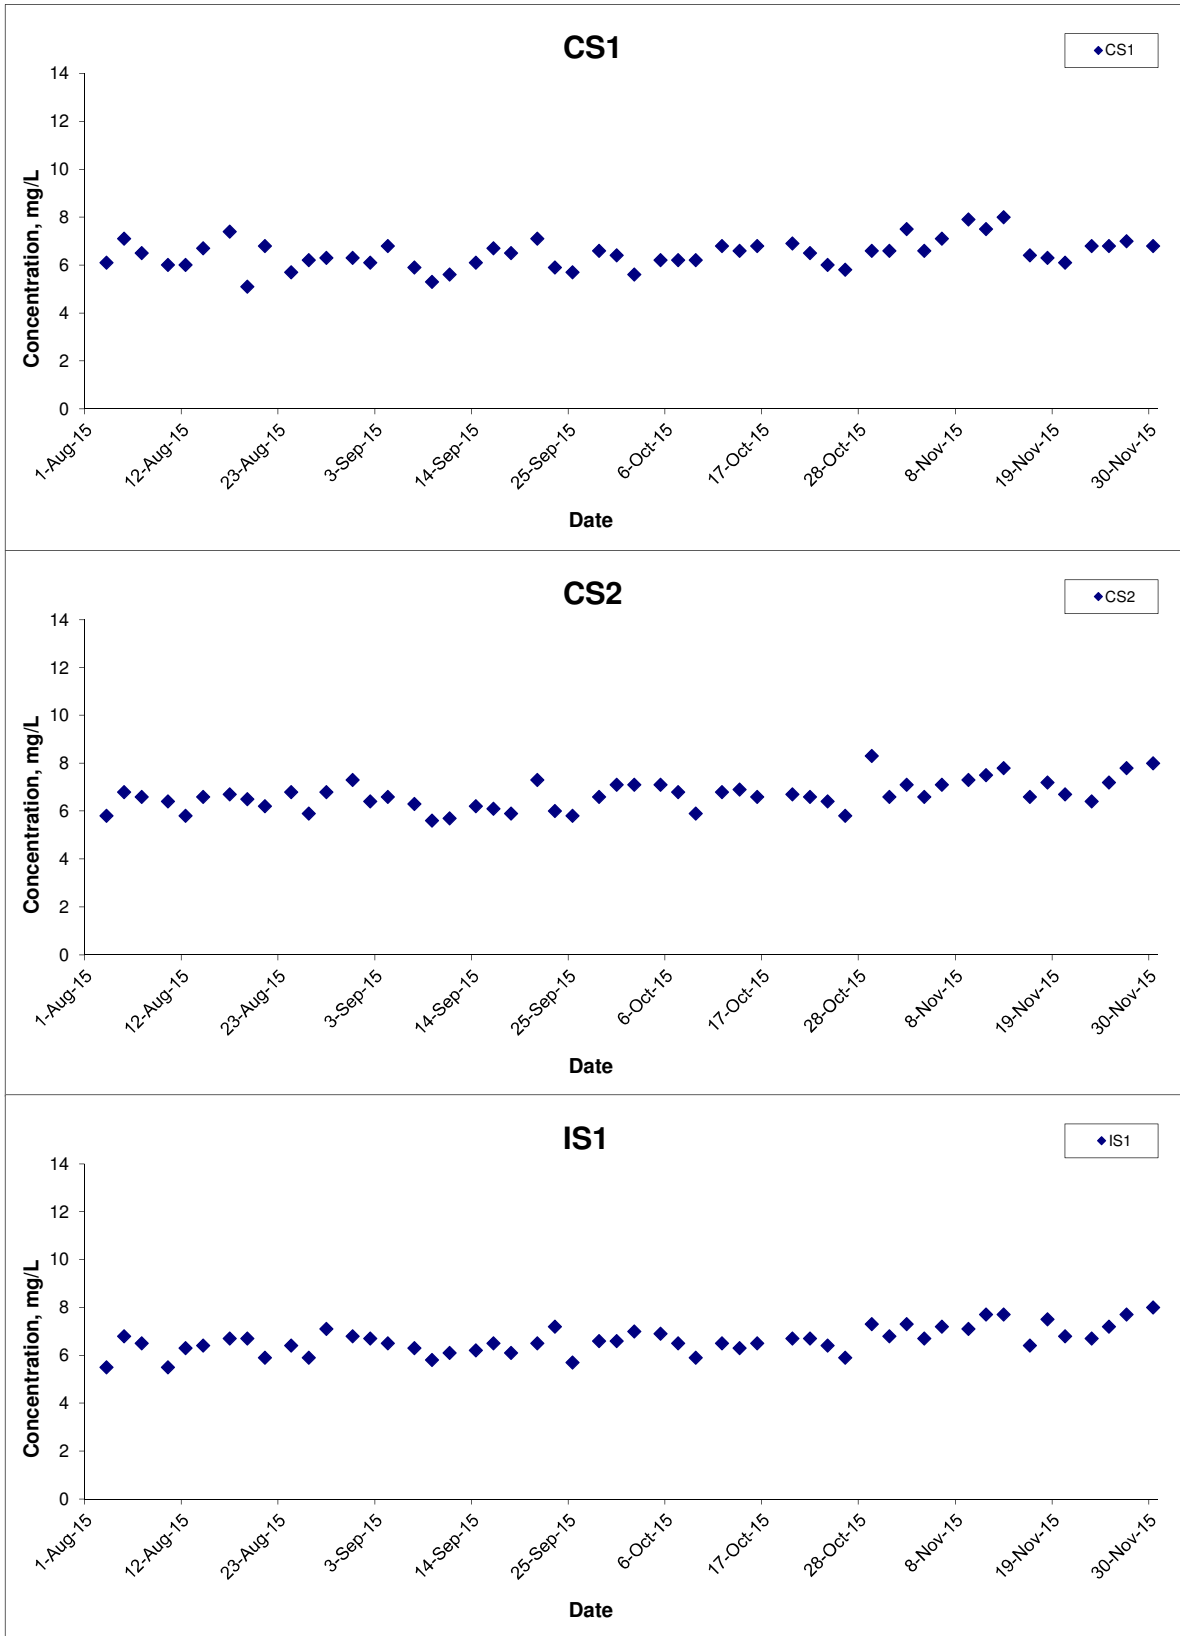 CS1
CS1
14
12
10
8
6
4
2
0
Concentration, mg/L
1-Aug-15
12-Aug-15
23-Aug-15
3-Sep-15
14-Sep-15
25-Sep-15
6-Oct-15
17-Oct-15
28-Oct-15
8-Nov-15
19-Nov-15
30-Nov-15
Date
CS2
CS2
14
12
10
8
6
4
2
0
Concentration, mg/L
1-Aug-15
12-Aug-15
23-Aug-15
3-Sep-15
14-Sep-15
25-Sep-15
6-Oct-15
17-Oct-15
28-Oct-15
8-Nov-15
19-Nov-15
30-Nov-15
Date
IS1
IS1
14
12
10
8
6
4
2
0
Concentration, mg/L
1-Aug-15
12-Aug-15
23-Aug-15
3-Sep-15
14-Sep-15
25-Sep-15
6-Oct-15
17-Oct-15
28-Oct-15
8-Nov-15
19-Nov-15
30-Nov-15
Date